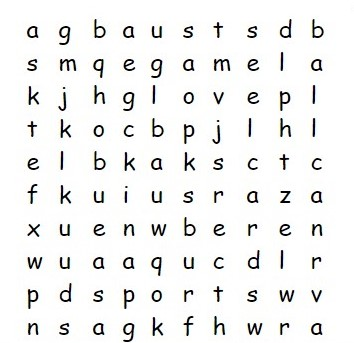 a g b a u s t s d b
s m q e g a m e l a
k j h g l o v e p l
t k o c b p j l h l
e l b k a k s c t c
f k u i u s r a z a
x u e n w b e r e n
w u a a q u c d l r
p d s p o r t s w v
n s a g k f h w r a